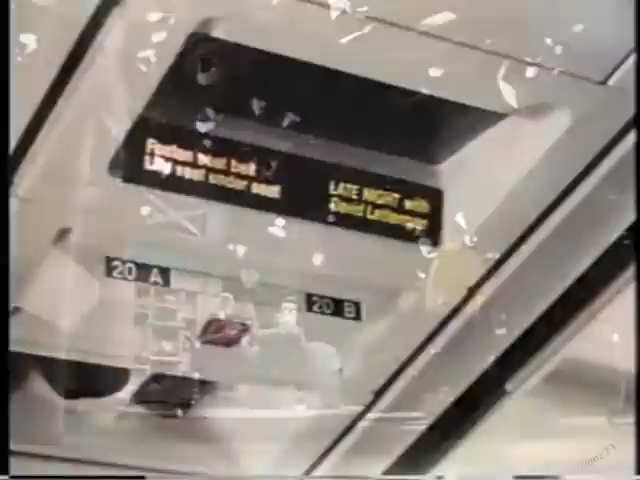 Fasten seat belt
Life vest under seat
LATE NIGHT with
David Letterman
20 A
20 B